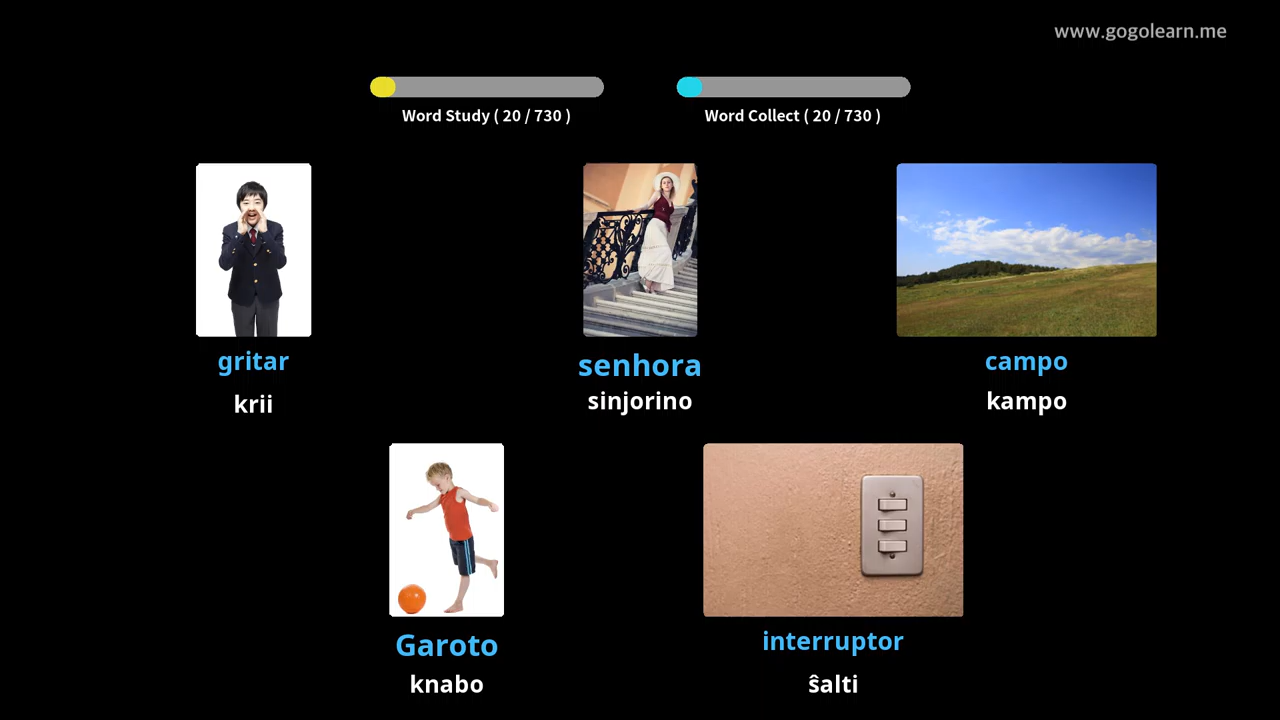 www.gogolearn.me
Word Study ( 20 / 730 )
Word Collect ( 20 / 730 )
gritar
krii
senhora
sinjorino
campo
kampo
Garoto
knabo
interruptor
ŝalti